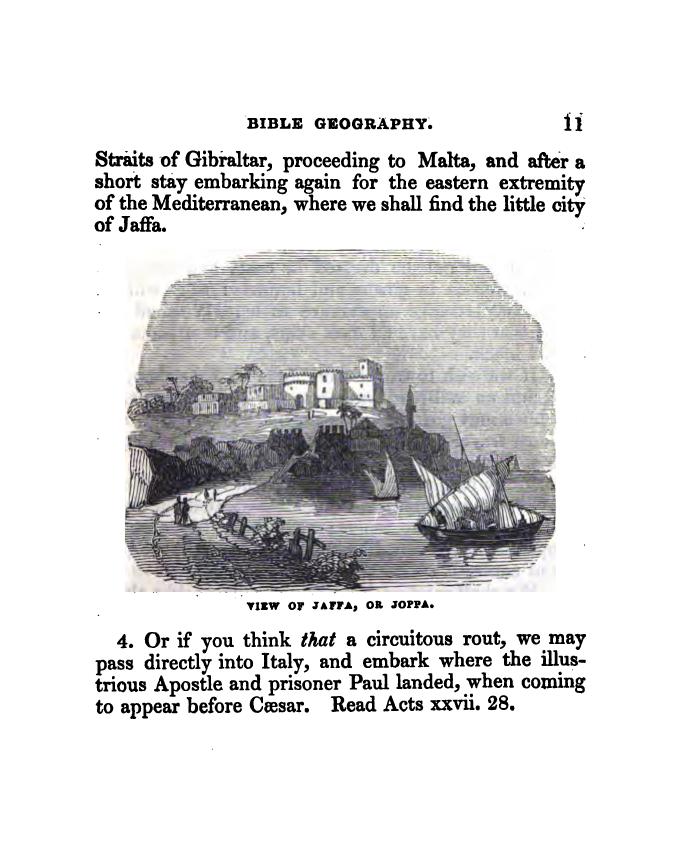 BIBLE GEOGRAPHY. 11
Straits of Gibraltar, proceeding to Malta, and after a
short stay embarking again for the eastern extremity
of the Mediterranean, where we shall find the little city
of Jaffa.
VIEW OF JAFFA, OR JOPPA.
4. Or if you think that a circuitous rout, we may
pass directly into Italy, and embark where the illus-
trious Apostle and prisoner Paul landed, when coming
to appear before Cæsar. Read Acts xxvii. 28.